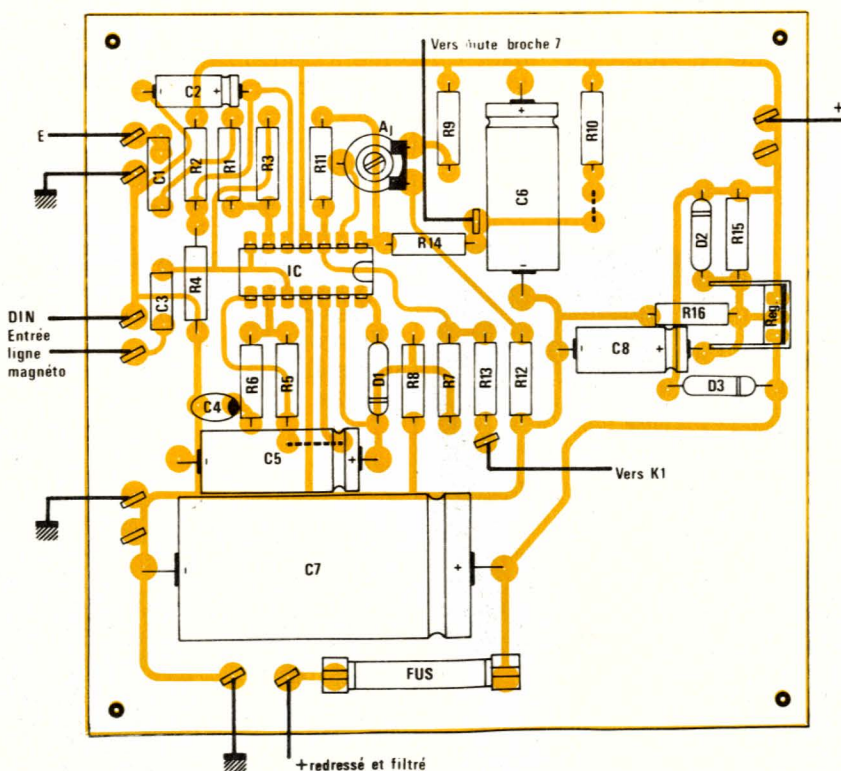 Vers mute broche 7
C2
+
-
E
C1
R2
R1
R3
R11
Aj
R9
+
C6
-
R10
+
D2
R15
R14
IC
R4
C3
DIN
Entrée
ligne
magnéto
R16
Reg.
-
C8
+
D3
R6
R5
D1
R8
R7
R13
R12
C4
-
C5
+
Vers K1
-
C7
+
FUS
+redressé et filtré